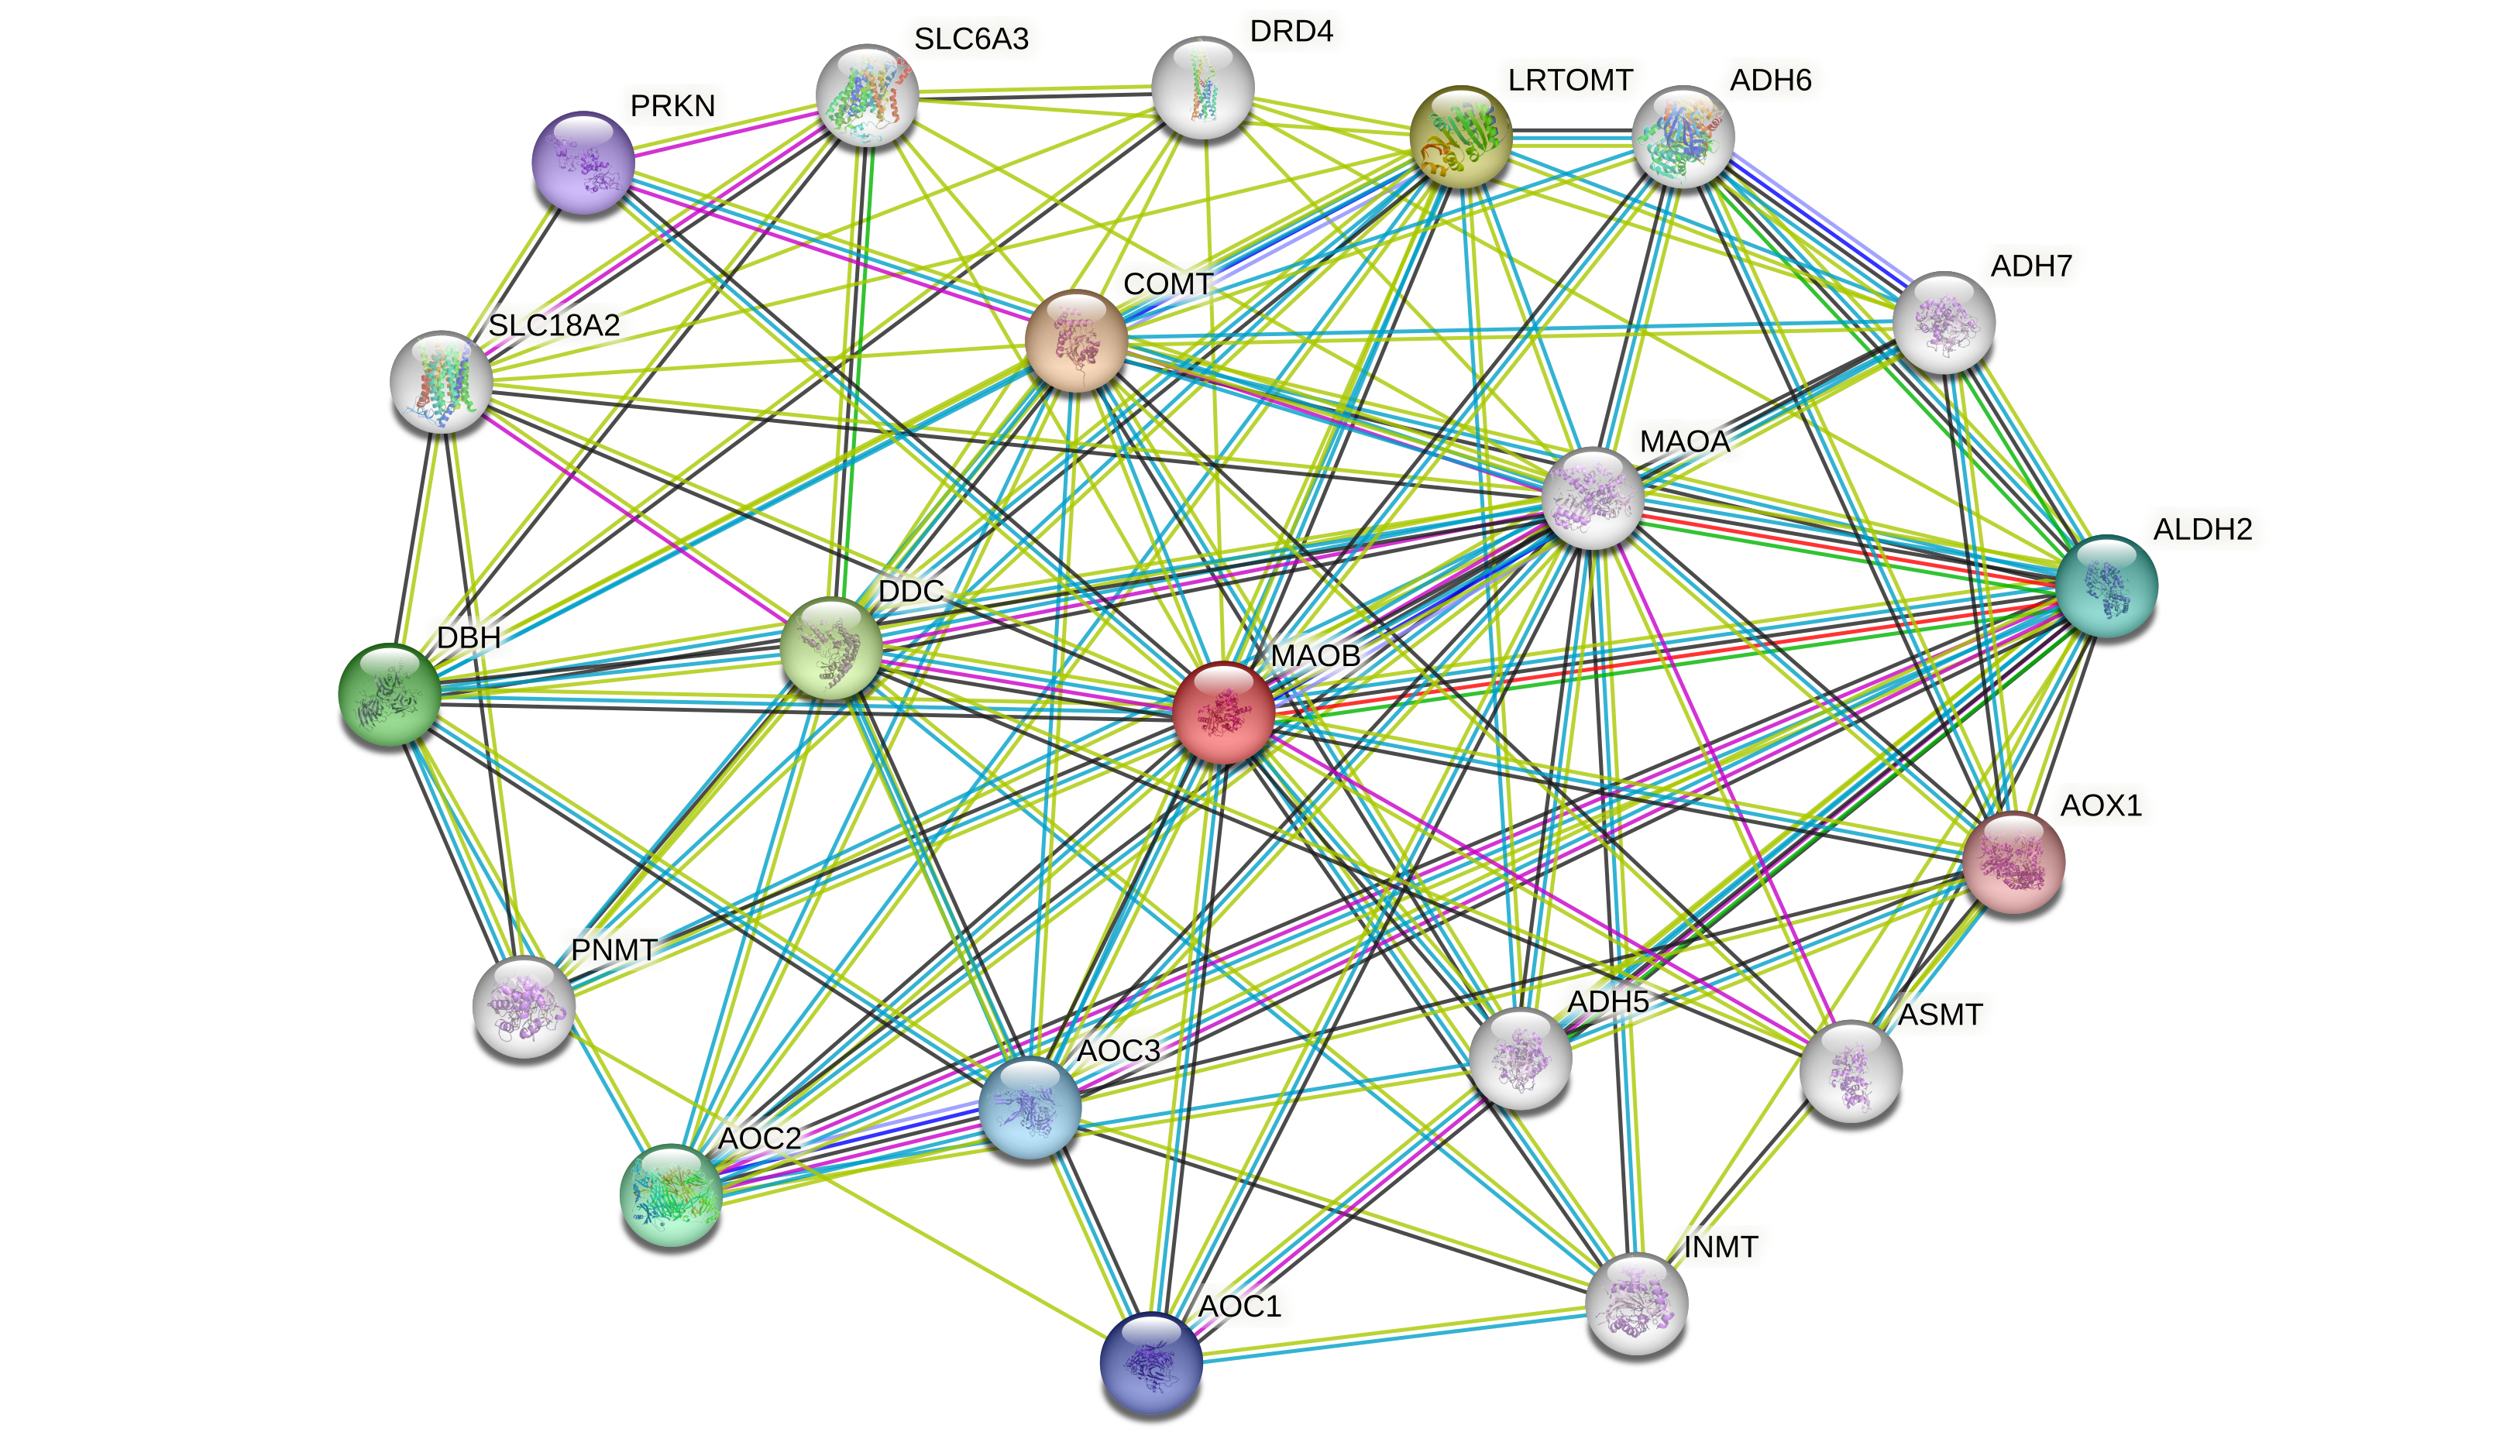 DRD4
SLC6A3
LRTOMT
ADH6
PRKN
ADH7
COMT
SLC18A2
MAOA
ALDH2
DDC
DBH
MAOB
AOX1
PNMT
ADH5
ASMT
AOC3
AOC2
INMT
AOC1